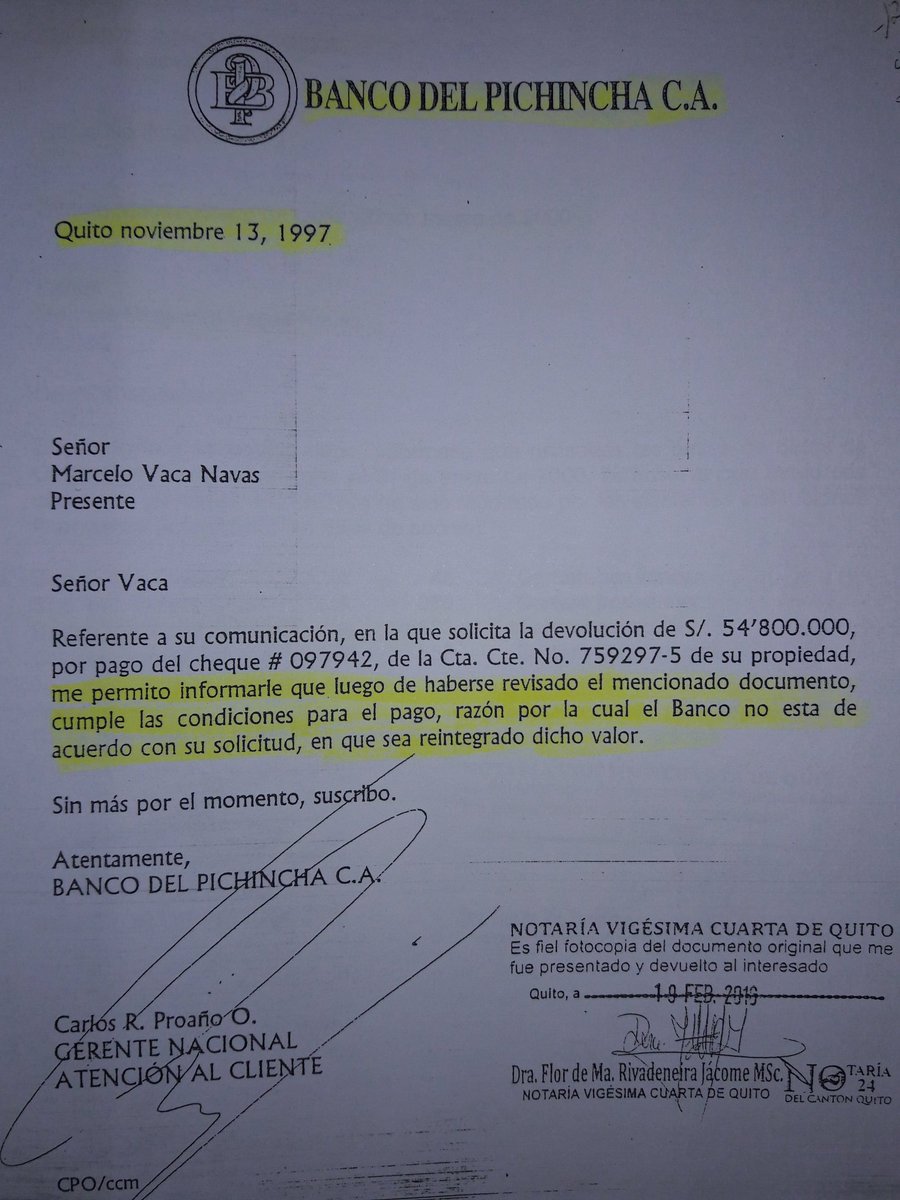 BANCO DEL PICHINCHA C.A.
Quito noviembre 13, 1997
Señor
Marcelo Vaca Navas
Presente
Señor Vaca
Referente a su comunicación, en la que solicita la devolución de S/. 54’800.000,
por pago del cheque # 097942, de la Cta. Cte. No. 759297-5 de su propiedad,
me permito informarle que luego de haberse revisado el mencionado documento,
cumple las condiciones para el pago, razón por la cual el Banco no esta de
acuerdo con su solicitud, en que sea reintegrado dicho valor.
Sin más por el momento, suscribo.
Atentamente,
BANCO DEL PICHINCHA C.A.
Carlos R. Proaño O.
GERENTE NACIONAL
ATENCIÓN AL CLIENTE
CPO/ccm
NOTARÍA VIGÉSIMA CUARTA DE QUITO
Es fiel fotocopia del documento original que me
fue presentado y devuelto al interesado
Quito, a FEB.
Dra. Flor de Ma. Rivadeneira Jácome MSc.
NOTARÍA VIGÉSIMA CUARTA DE QUITO
NOTARÍA
24
DEL CANTON QUITO